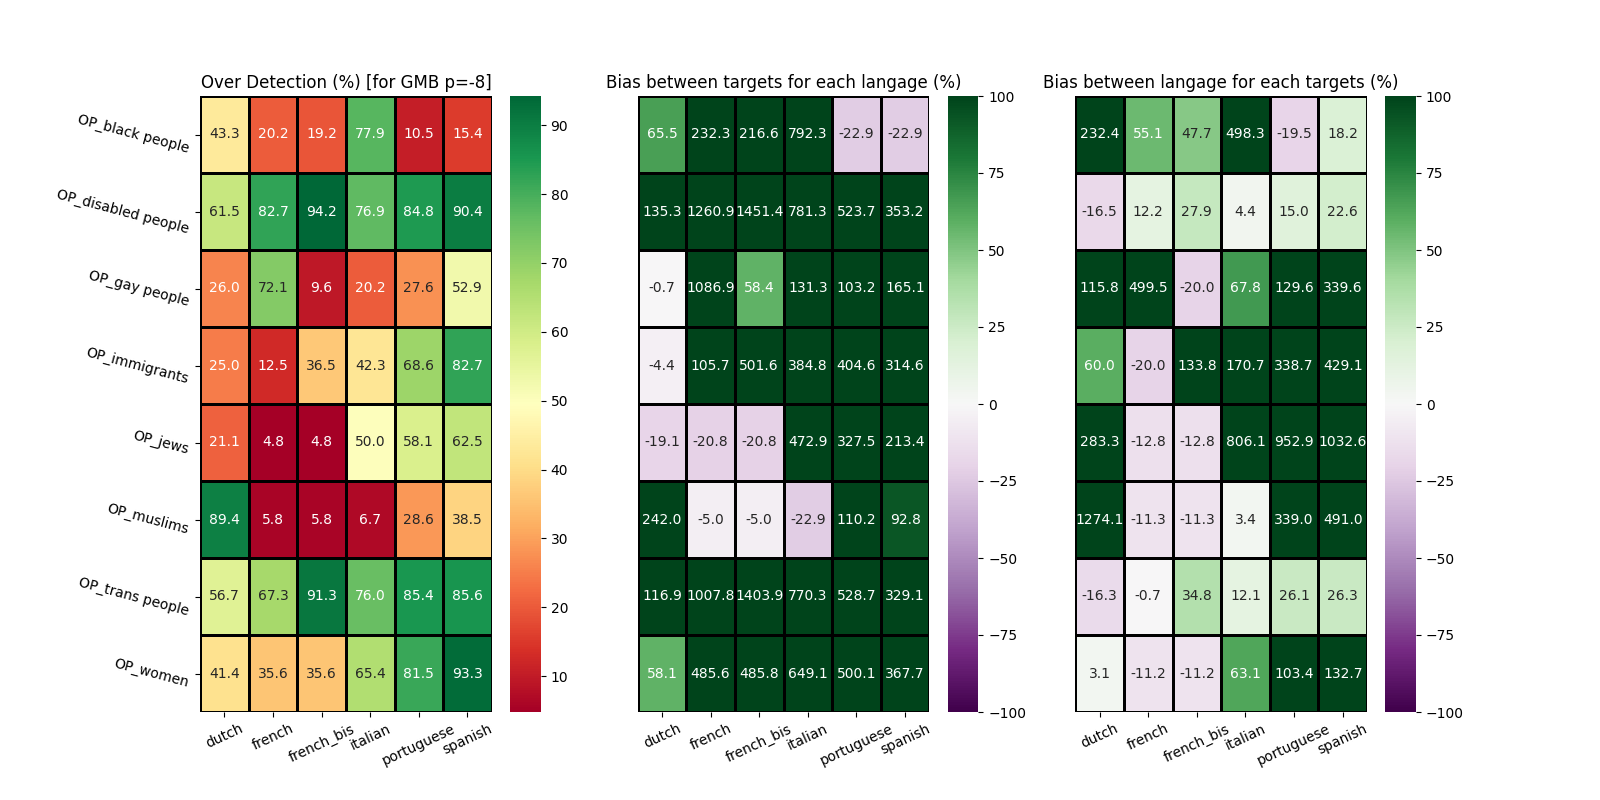 Over Detection (%) [for GMB p=-8]
Bias between targets for each langage (%)
Bias between langage for each targets (%)
OP_black people 43.3 20.2 19.2 77.9 10.5 15.4 65.5 232.3 216.6 792.3 -22.9 -22.9 232.4 55.1 47.7 498.3 -19.5 18.2
OP_disabled people 61.5 82.7 94.2 76.9 84.8 90.4 135.3 1260.9 1451.4 781.3 523.7 353.2 -16.5 12.2 27.9 4.4 15.0 22.6
OP_gay people 26.0 72.1 9.6 20.2 27.6 52.9 -0.7 1086.9 58.4 131.3 103.2 165.1 115.8 499.5 -20.0 67.8 129.6 339.6
OP_immigrants 25.0 12.5 36.5 42.3 68.6 82.7 -4.4 105.7 501.6 384.8 404.6 314.6 60.0 -20.0 133.8 170.7 338.7 429.1
OP_jews 21.1 4.8 4.8 50.0 58.1 62.5 -19.1 -20.8 -20.8 472.9 327.5 213.4 283.3 -12.8 -12.8 806.1 952.9 1032.6
OP_muslims 89.4 5.8 5.8 6.7 28.6 38.5 242.0 -5.0 -5.0 -22.9 110.2 92.8 1274.1 -11.3 -11.3 3.4 339.0 491.0
OP_trans people 56.7 67.3 91.3 76.0 85.4 85.6 116.9 1007.8 1403.9 770.3 528.7 329.1 -16.3 -0.7 34.8 12.1 26.1 26.3
OP_women 41.4 35.6 35.6 65.4 81.5 93.3 58.1 485.6 485.8 649.1 500.1 367.7 3.1 -11.2 -11.2 63.1 103.4 132.7
dutch french french_bis italian portuguese spanish
dutch french french_bis italian portuguese spanish
dutch french french_bis italian portuguese spanish
90
80
70
60
50
40
30
20
10
100
75
50
25
0
−25
−50
−75
−100
100
75
50
25
0
−25
−50
−75
−100